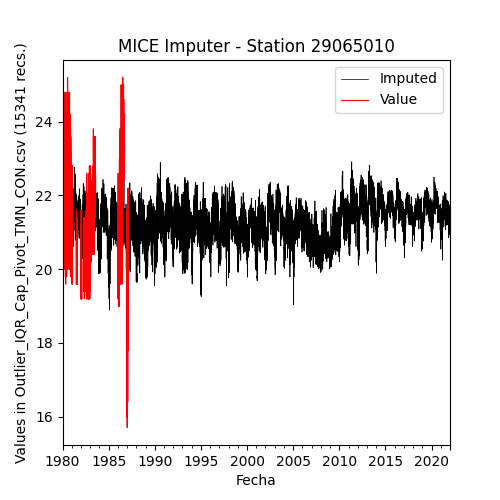 MICE Imputer - Station 29065010
Imputed
Value
Values in Outlier_IQR_Cap_Pivot_TMN_CON.csv (15341 recs.)
24
22
20
18
16
1980 1985 1990 1995 2000 2005 2010 2015 2020
Fecha